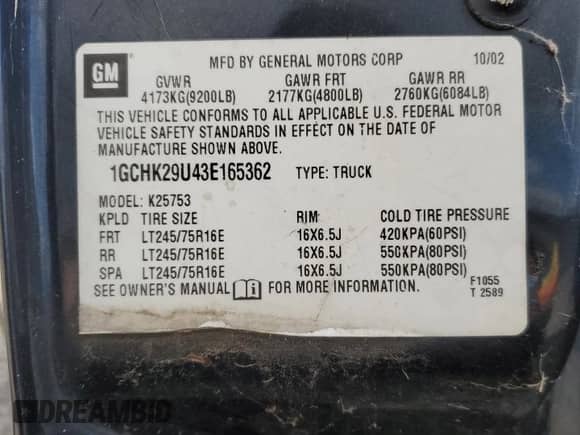 GM
MFD BY GENERAL MOTORS CORP 10/02
GVWR GAWR FRT GAWR RR
4173KG(9200LB) 2177KG(4800LB) 2760KG(6084LB)
THIS VEHICLE CONFORMS TO ALL APPLICABLE U.S. FEDERAL MOTOR
VEHICLE SAFETY STANDARDS IN EFFECT ON THE DATE OF
MANUFACTURE SHOWN ABOVE.
1GCHK29U43E165362 TYPE: TRUCK
MODEL: K25753
KPLD TIRE SIZE RIM COLD TIRE PRESSURE
FRT LT245/75R16E 16X6.5J 420KPA(60PSI)
RR LT245/75R16E 16X6.5J 550KPA(80PSI)
SPA LT245/75R16E 16X6.5J 550KPA(80PSI)
SEE OWNER'S MANUAL FOR MORE INFORMATION.
F1055
T 2589
DREAMBID